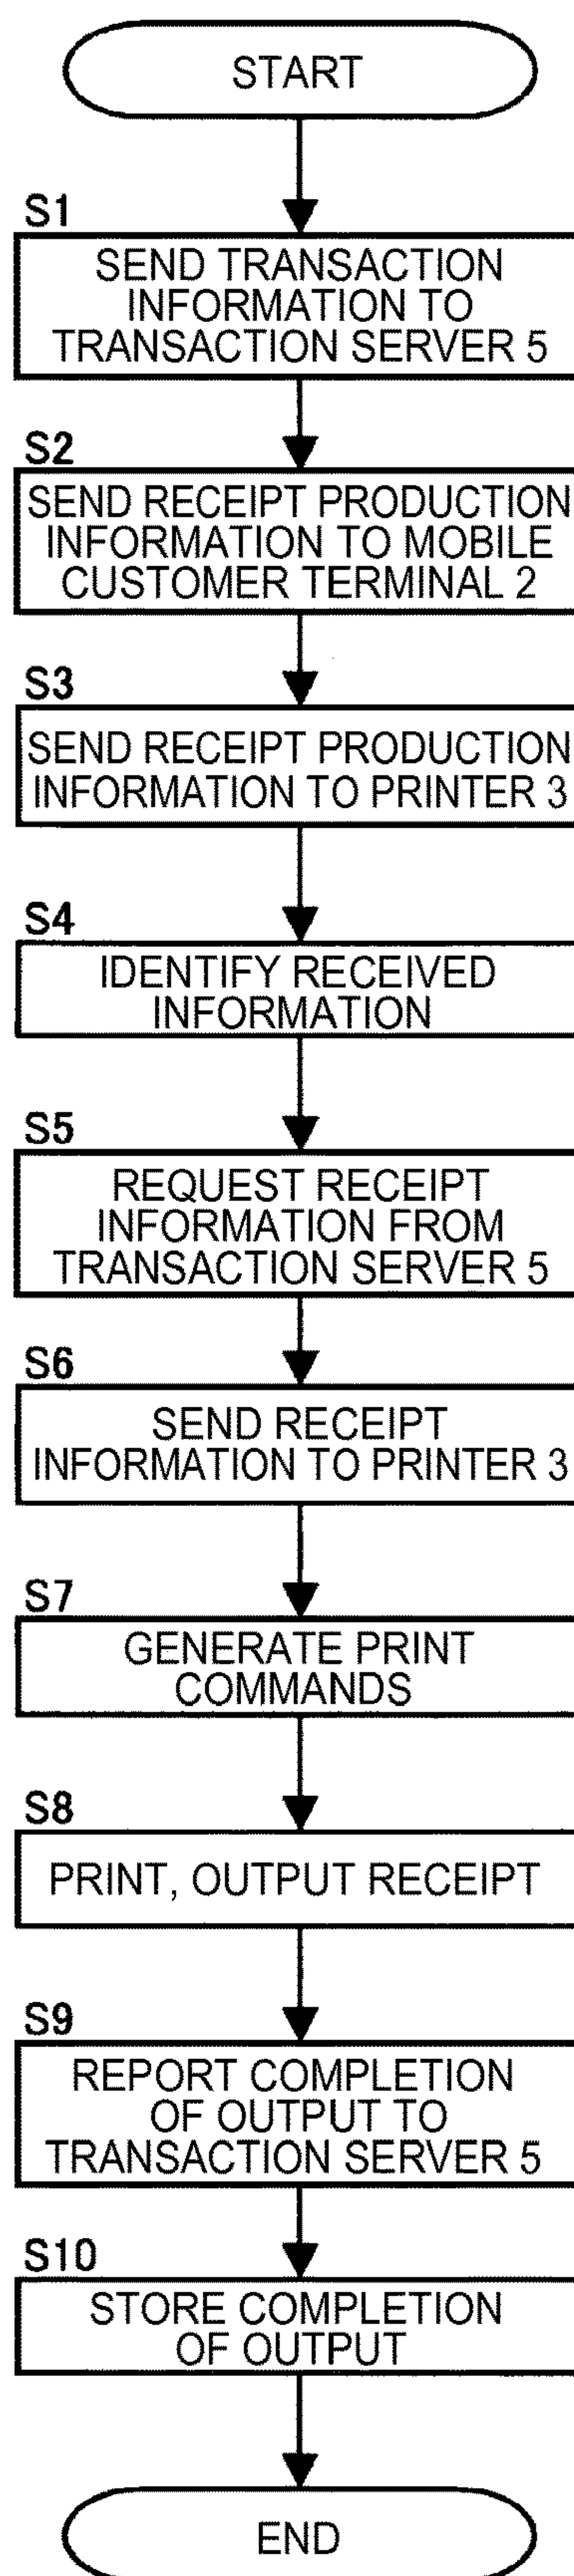 START
S1
SEND TRANSACTION
INFORMATION TO
TRANSACTION SERVER 5
S2
SEND RECEIPT PRODUCTION
INFORMATION TO MOBILE
CUSTOMER TERMINAL 2
S3
SEND RECEIPT PRODUCTION
INFORMATION TO PRINTER 3
S4
IDENTIFY RECEIVED
INFORMATION
S5
REQUEST RECEIPT
INFORMATION FROM
TRANSACTION SERVER 5
S6
SEND RECEIPT
INFORMATION TO PRINTER 3
S7
GENERATE PRINT
COMMANDS
S8
PRINT, OUTPUT RECEIPT
S9
REPORT COMPLETION
OF OUTPUT TO
TRANSACTION SERVER 5
S10
STORE COMPLETION
OF OUTPUT
END